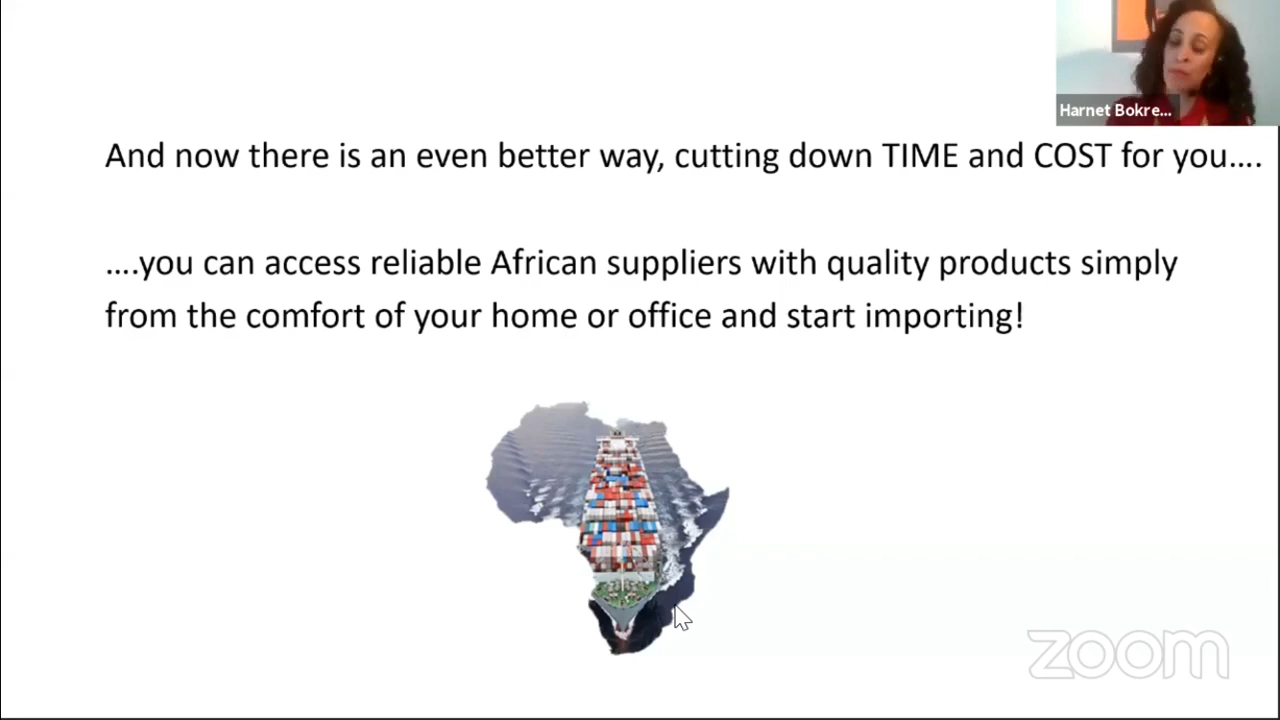 Harnet Bokre...
And now there is an even better way, cutting down TIME and COST for you....
....you can access reliable African suppliers with quality products simply
from the comfort of your home or office and start importing!
zoom